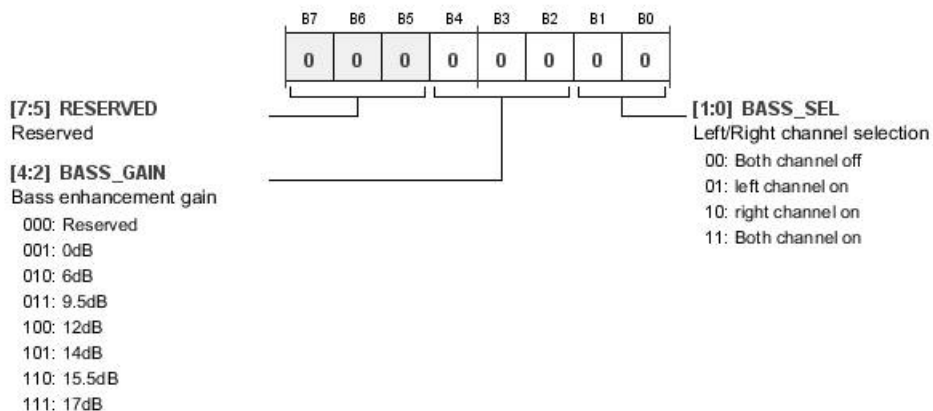 B7 B6 B5 B4 B3 B2 B1 B0
0 0 0 0 0 0 0 0
[7:5] RESERVED
Reserved
[4:2] BASS_GAIN
Bass enhancement gain
000: Reserved
001: 0dB
010: 6dB
011: 9.5dB
100: 12dB
101: 14dB
110: 15.5dB
111: 17dB
[1:0] BASS_SEL
Left/Right channel selection
00: Both channel off
01: left channel on
10: right channel on
11: Both channel on